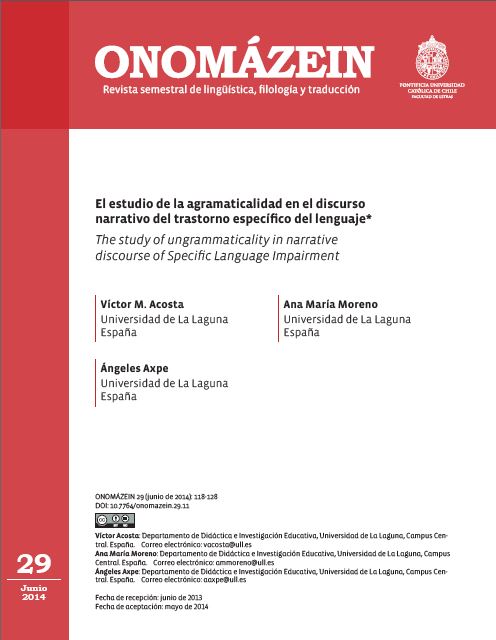 ONOMÁZEIN
Revista semestral de lingüística, filología y traducción
PONTIFICIA UNIVERSIDAD
CATÓLICA DE CHILE
FACULTAD DE LETRAS
El estudio de la agramaticalidad en el discurso
narrativo del trastorno específico del lenguaje*
The study of ungrammaticality in narrative
discourse of Specific Language Impairment
Víctor M. Acosta
Universidad de La Laguna
España
Ana María Moreno
Universidad de La Laguna
España
Ángeles Axpe
Universidad de La Laguna
España
ONOMÁZEIN 29 (junio de 2014): 118-128
DOI: 10.7764/onomazein.29.11
cc
BY NC
Víctor Acosta: Departamento de Didáctica e Investigación Educativa, Universidad de La Laguna, Campus Cen-
tral. España. Correo electrónico: vacosta@ull.es
Ana María Moreno: Departamento de Didáctica e Investigación Educativa, Universidad de La Laguna, Campus
Central. España. Correo electrónico: ammoreno@ull.es
Ángeles Axpe: Departamento de Didáctica e Investigación Educativa, Universidad de La Laguna, Campus Cen-
tral. España. Correo electrónico: aaxpe@ull.es
29
Junio
2014
Fecha de recepción: junio de 2013
Fecha de aceptación: mayo de 2014